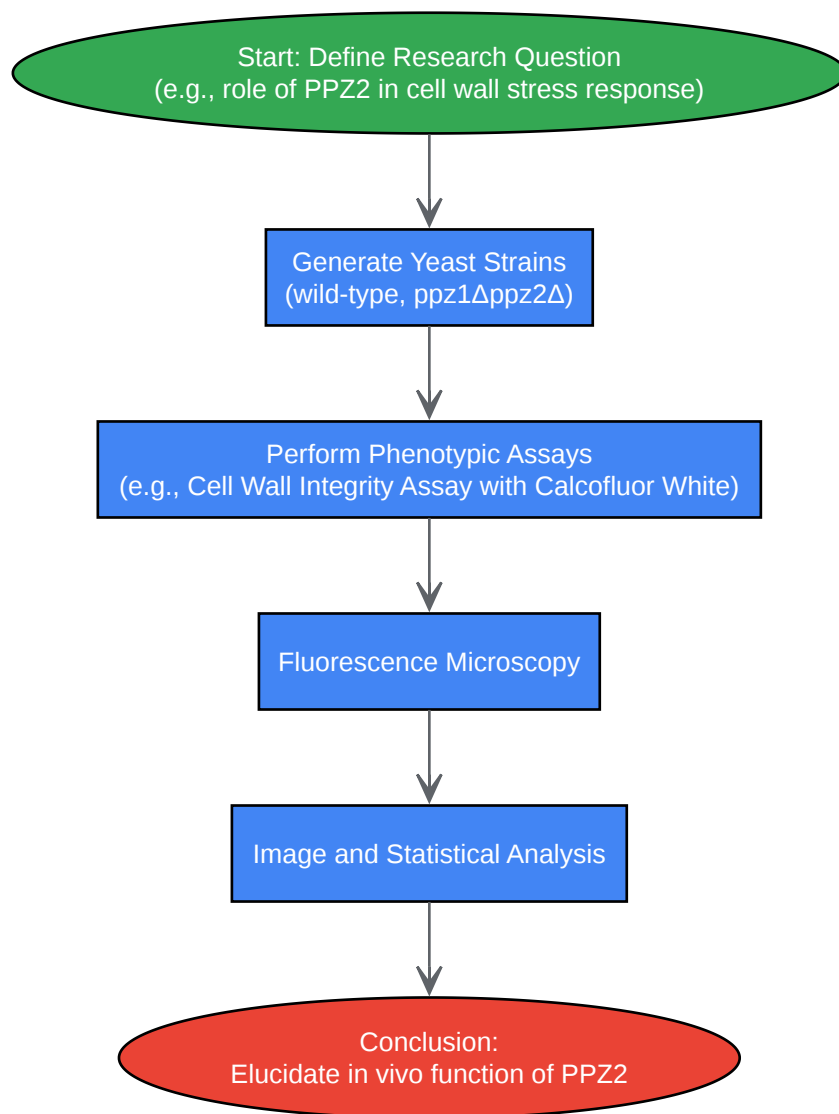 Start: Define Research Question
(e.g., role of PPZ2 in cell wall stress response)
Generate Yeast Strains
(wild-type, ppz1Δppz2Δ)
Perform Phenotypic Assays
(e.g., Cell Wall Integrity Assay with Calcofluor White)
Fluorescence Microscopy
Image and Statistical Analysis
Conclusion:
Elucidate in vivo function of PPZ2